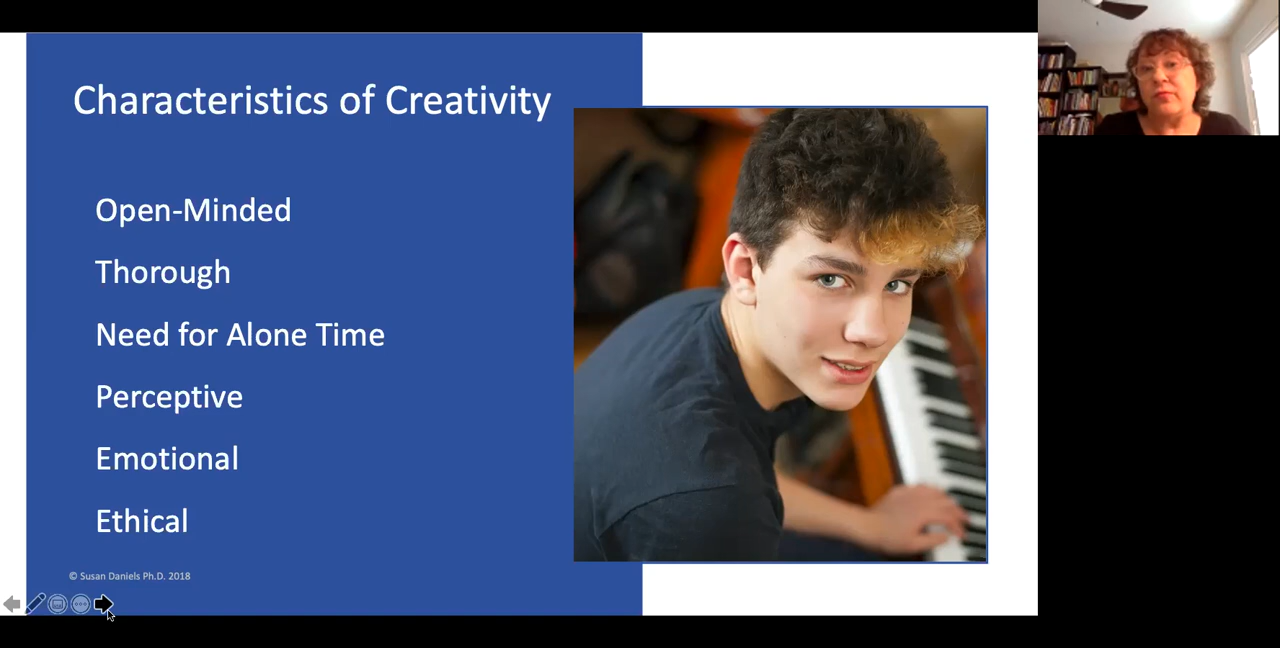 Characteristics of Creativity
Open-Minded
Thorough
Need for Alone Time
Perceptive
Emotional
Ethical
© Susan Daniels Ph.D. 2018